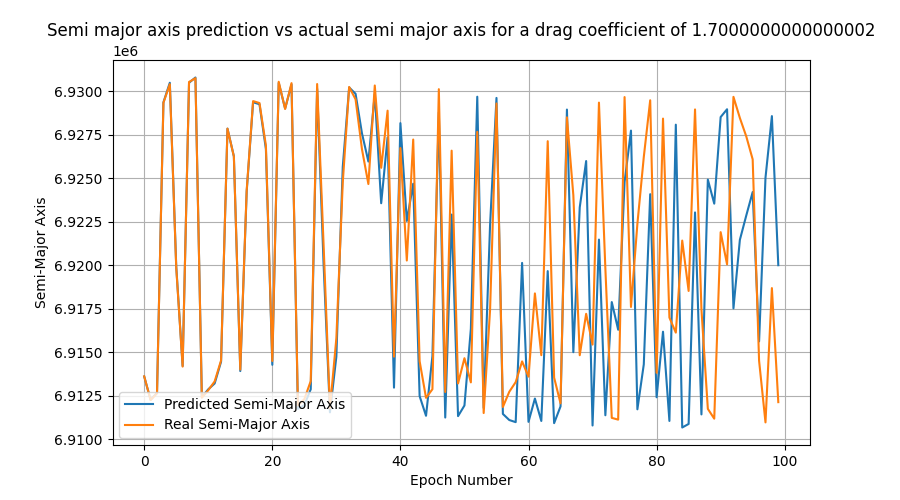 Semi major axis prediction vs actual semi major axis for a drag coefficient of 1.7000000000000002
1e6
6.9300
6.9275
6.9250
6.9225
6.9200
6.9175
6.9150
6.9125
6.9100
Semi-Major Axis
Predicted Semi-Major Axis
Real Semi-Major Axis
0 20 40 60 80 100
Epoch Number